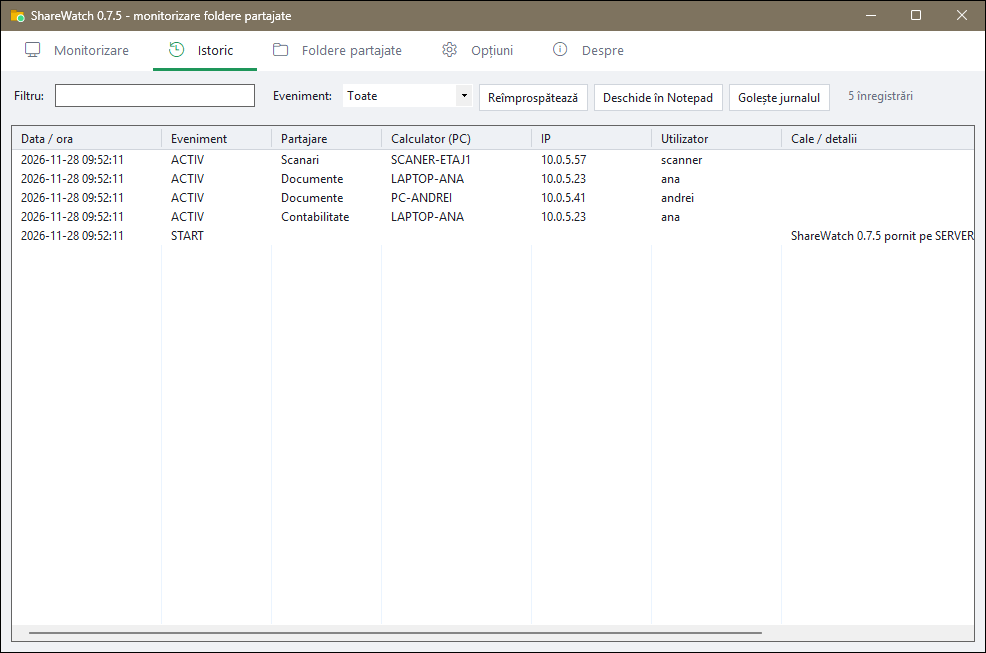 ShareWatch 0.7.5 - monitorizare foldere partajate
Monitorizare Istoric Foldere partajate Opțiuni Despre
Filtru: Eveniment: Toate Reîmprospătează Deschide în Notepad Golește jurnalul 5 înregistrări
Data / ora Eveniment Partajare Calculator (PC) IP Utilizator Cale / detalii
2026-11-28 09:52:11 ACTIV Scanari SCANER-ETAJ1 10.0.5.57 scanner
2026-11-28 09:52:11 ACTIV Documente LAPTOP-ANA 10.0.5.23 ana
2026-11-28 09:52:11 ACTIV Documente PC-ANDREI 10.0.5.41 andrei
2026-11-28 09:52:11 ACTIV Contabilitate LAPTOP-ANA 10.0.5.23 ana
2026-11-28 09:52:11 START ShareWatch 0.7.5 pornit pe SERVER